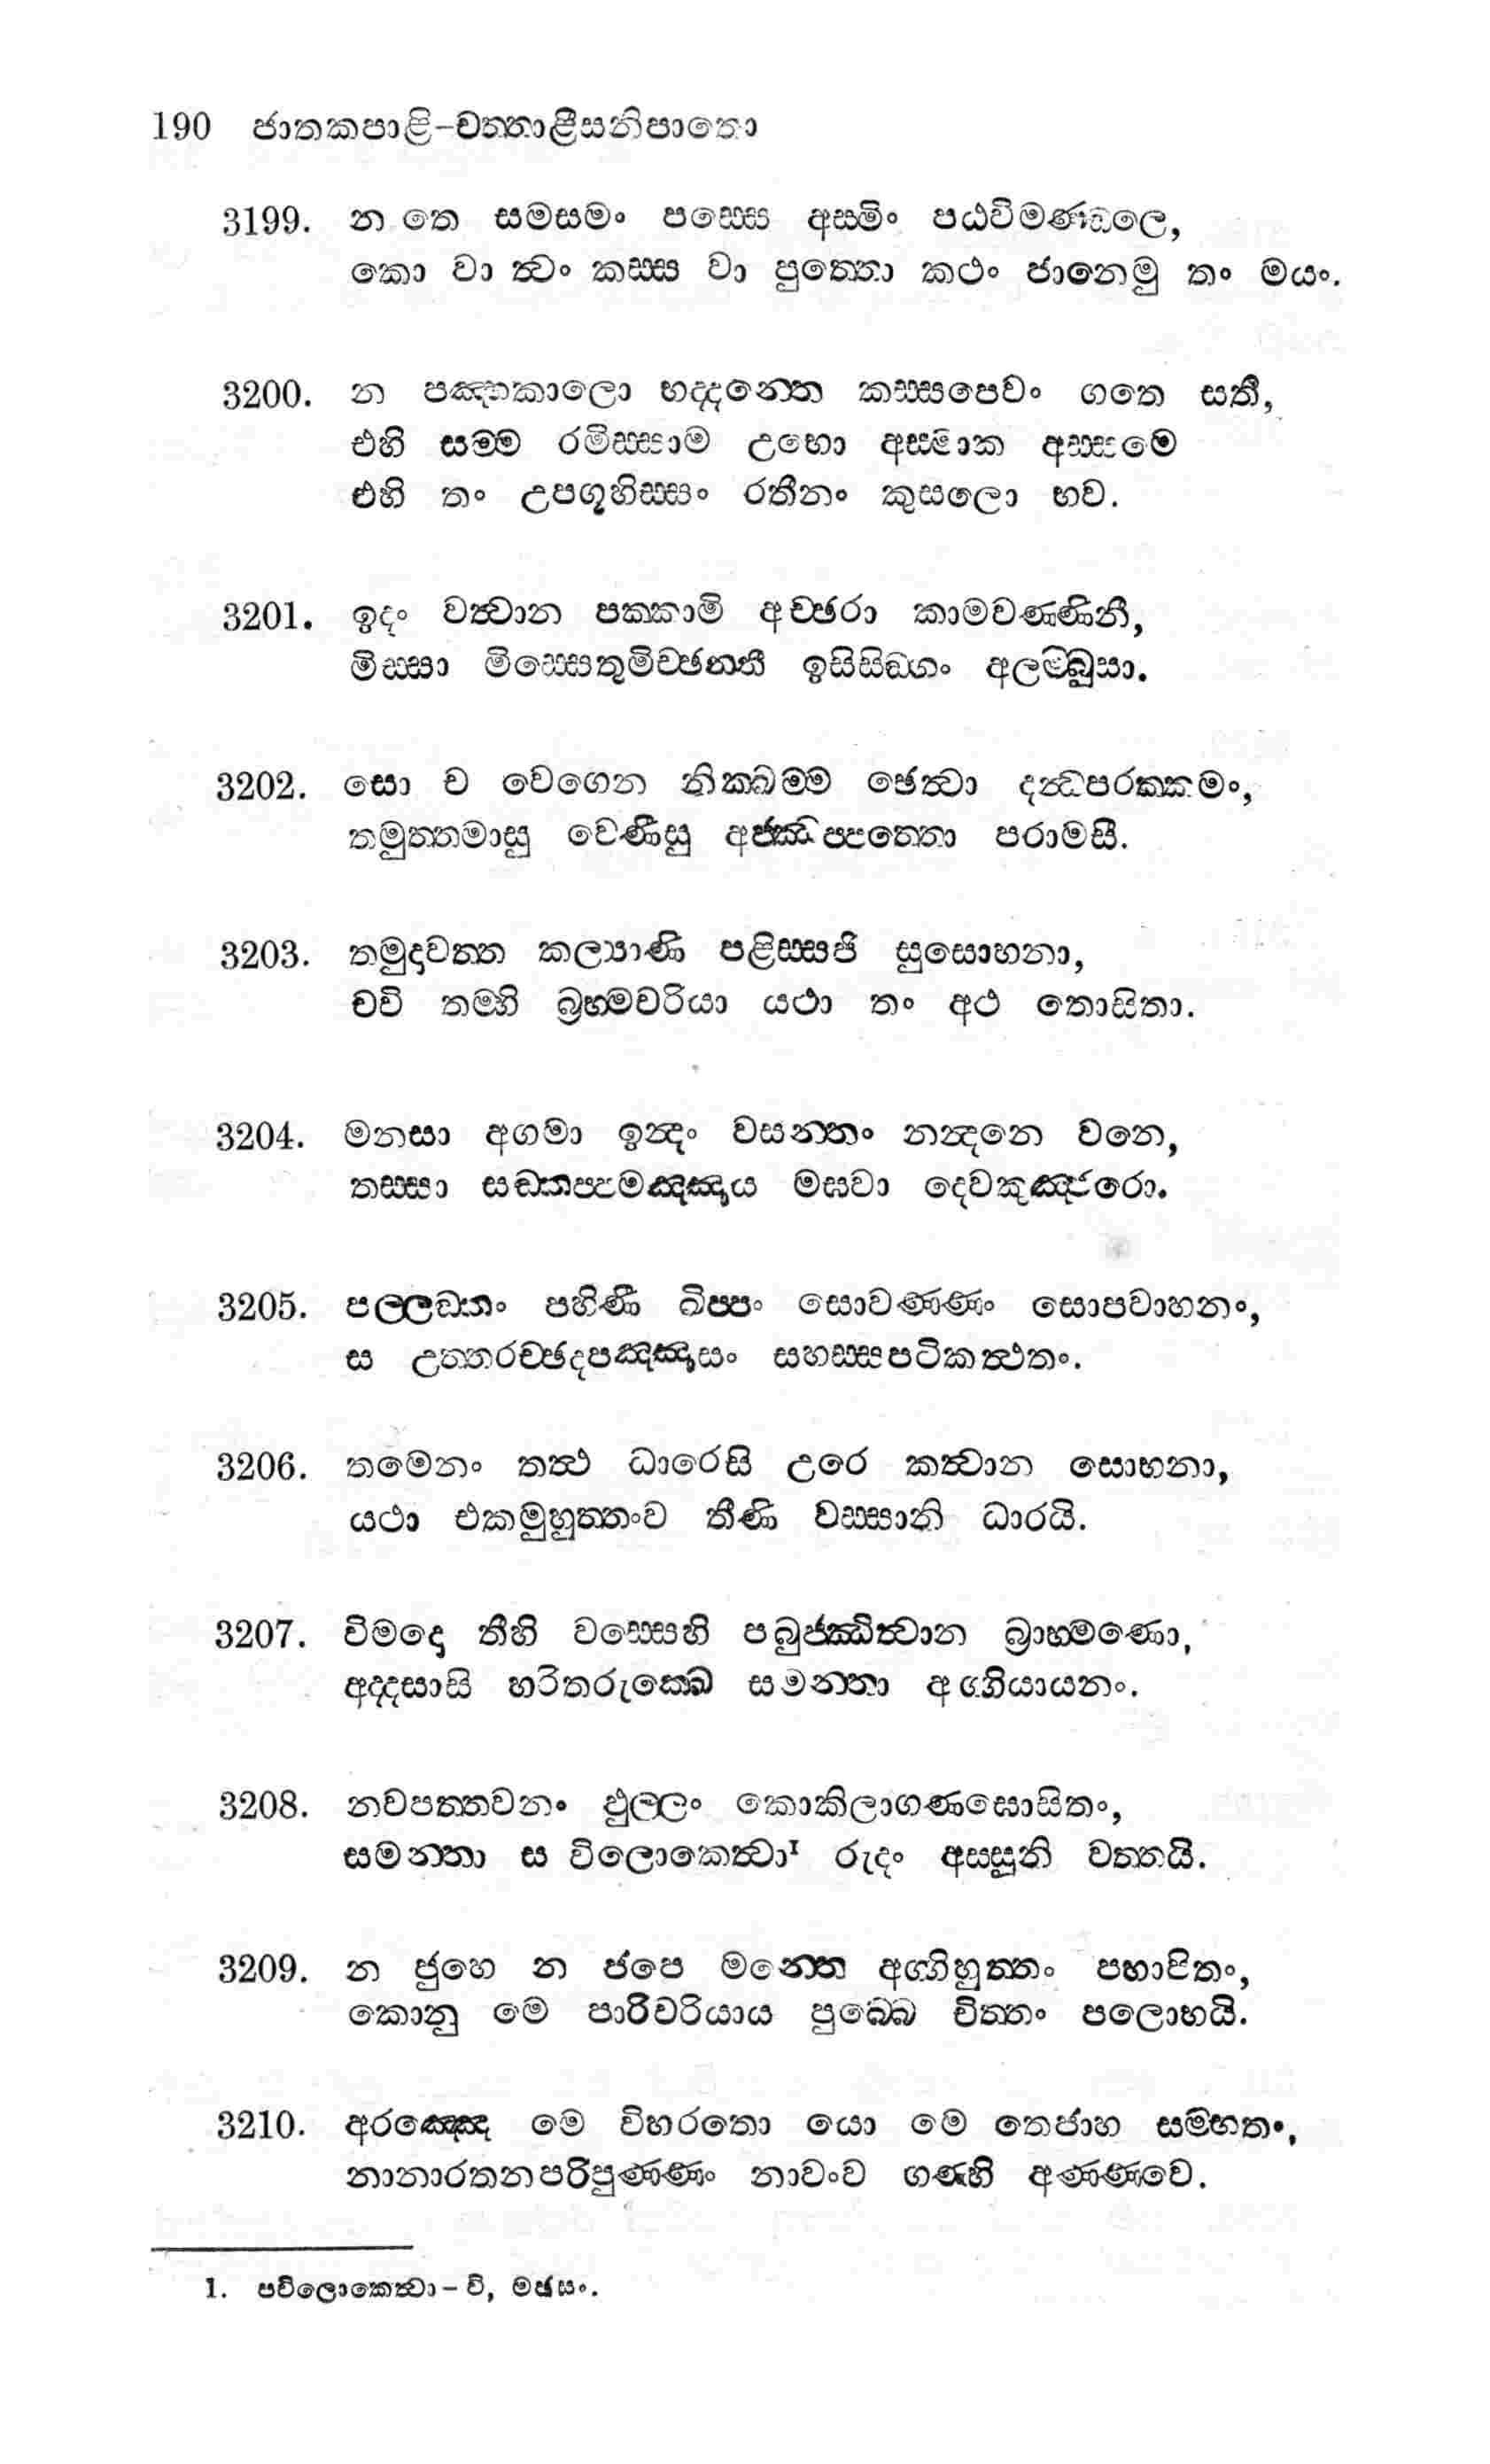 190 ජාතකපාළි-චත්තාළීසනිපාතො
3199. න තෙ සමසමං පස්සෙ අස්මිං පඨවිමණ්ඩලෙ,
කො වා ත්වං කස්ස වා පුත්තො කථං ජානෙමු තං මයං.
3200. න පඤ්හකාලො භද්දන්තෙ කස්සපෙවං ගතෙ සතී,
එහි සම්ම රමිස්සාම උභො අස්මාක අස්සමෙ
එහි තං උපගූහිස්සං රතීනං කුසලො භව.
3201. ඉදං වත්වාන පක්කාමි අච්ඡරා කාමවණ්ණිනී,
මිස්සා මිස්සෙතුමිච්ඡන්තී ඉසිසිඞ්ගං අලම්බුසා.
3202. සො ච වෙගෙන නික්ඛම්ම ඡෙත්වා දන්ධපරක්කමං,
තමුත්තමාසු වෙණීසු අජ්ඣප්පත්තො පරාමසී.
3203. තමුදාවත්ත කල්‍යාණි පළිස්සජි සුසොභනා,
චවි තම්හි බ්‍රහ්මචරියා යථා තං අථ තොසිතා.
3204. මනසා අගමා ඉන්දං වසන්තං නන්දනෙ වනෙ,
තස්සා සඞ්කප්පමඤ්ඤාය මඝවා දෙවකුඤ්ජරො.
3205. පල්ලඞ්කං පහිණී ඛිප්පං සොවණ්ණං සොපවාහනං,
ස උත්තරච්ඡදපඤ්ඤාසං සහස්සපටිකත්ථතං.
3206. තමෙනං තත්ථ ධාරෙසි උරෙ කත්වාන සොභනා,
යථා එකමුහුත්තංව තීණි වස්සානි ධාරයි.
3207. විමදො තීහි වස්සෙහි පබුජ්ඣිත්වාන බ්‍රාහ්මණො,
අද්දසාසි හරිතරුක්ඛෙ සමන්තා අග්ගියායනං.
3208. නවපත්තවනං ඵුල්ලං කොකිලාගණඝොසිතං,
සමන්තා ස විලොකෙත්වා¹ රුදං අස්සූනි වත්තයි.
3209. න ජුහෙ න ජපෙ මන්තෙ අග්ගිහුත්තං පහාපිතං,
කොනු මෙ පාරිචරියාය පුබ්බෙ චිත්තං පලොභයි.
3210. අරඤ්ඤෙ මෙ විහරතො යො මෙ තෙජාහ සම්භතං,
නානාරතනපරිපුණ්ණං නාවංව ගණ්හි අණ්ණවෙ.
1. පවිලොකෙත්වා - වි, මඡසං.